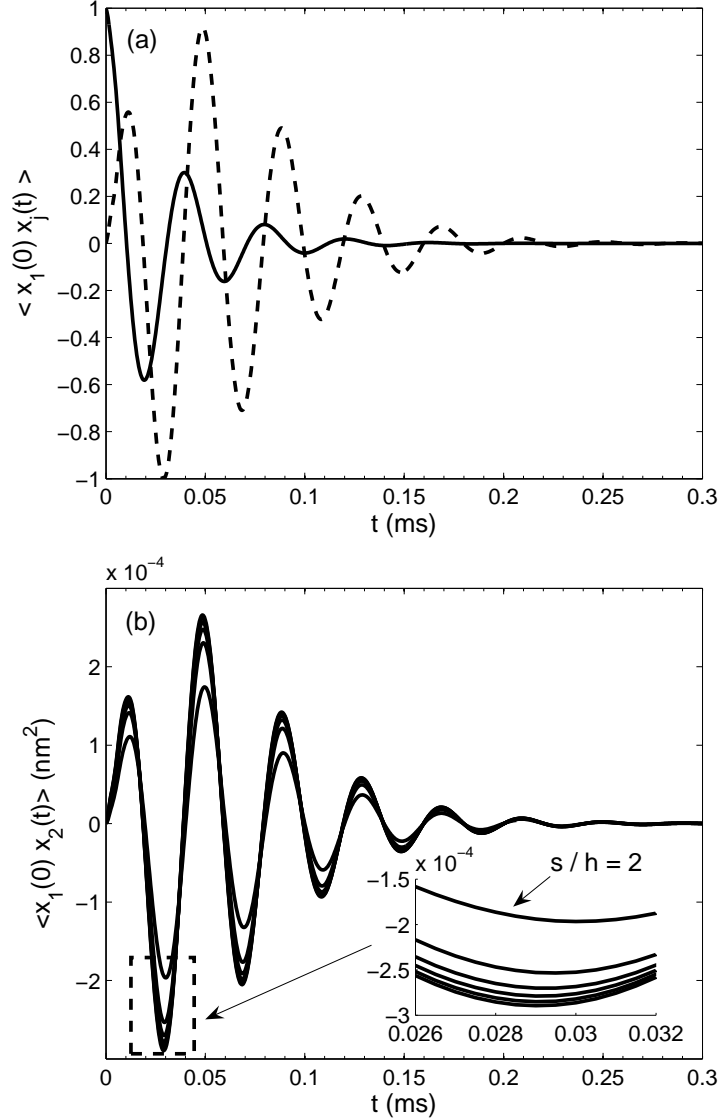 (a)
1
0.8
0.6
0.4
0.2
0
−0.2
−0.4
−0.6
−0.8
−1
< x1(0) xj(t) >
0 0.05 0.1 0.15 0.2 0.25 0.3
t (ms)
x 10−4
(b)
2
1
0
−1
−2
<x1(0) x2(t)> (nm2)
x 10−4
s / h = 2
−1.5
−2
−2.5
−3
0.026 0.028 0.03 0.032
0 0.05 0.1 0.15 0.2 0.25 0.3
t (ms)